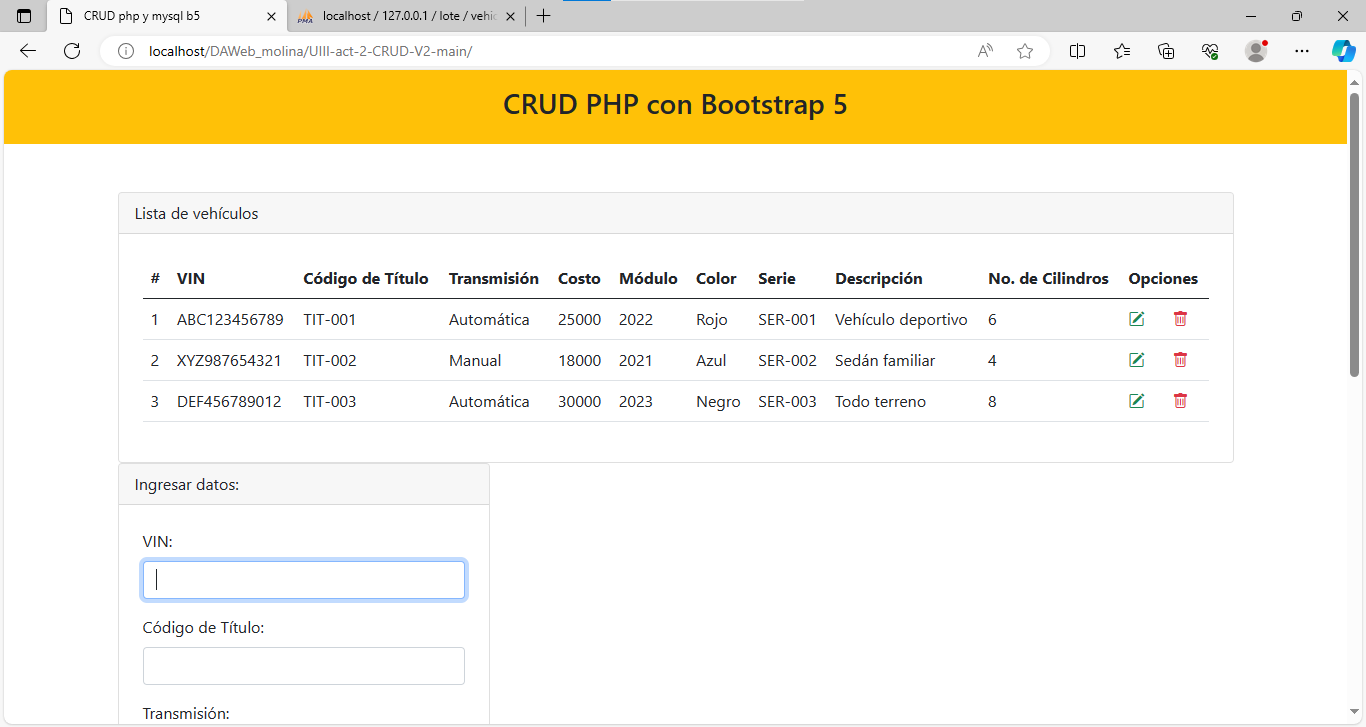 CRUD php y mysql b5
localhost / 127.0.0.1 / lote / vehic
localhost/DAWeb_molina/UIII-act-2-CRUD-V2-main/
CRUD PHP con Bootstrap 5
Lista de vehículos
# VIN Código de Título Transmisión Costo Módulo Color Serie Descripción No. de Cilindros Opciones
1 ABC123456789 TIT-001 Automática 25000 2022 Rojo SER-001 Vehículo deportivo 6
2 XYZ987654321 TIT-002 Manual 18000 2021 Azul SER-002 Sedán familiar 4
3 DEF456789012 TIT-003 Automática 30000 2023 Negro SER-003 Todo terreno 8
Ingresar datos:
VIN:
Código de Título:
Transmisión: